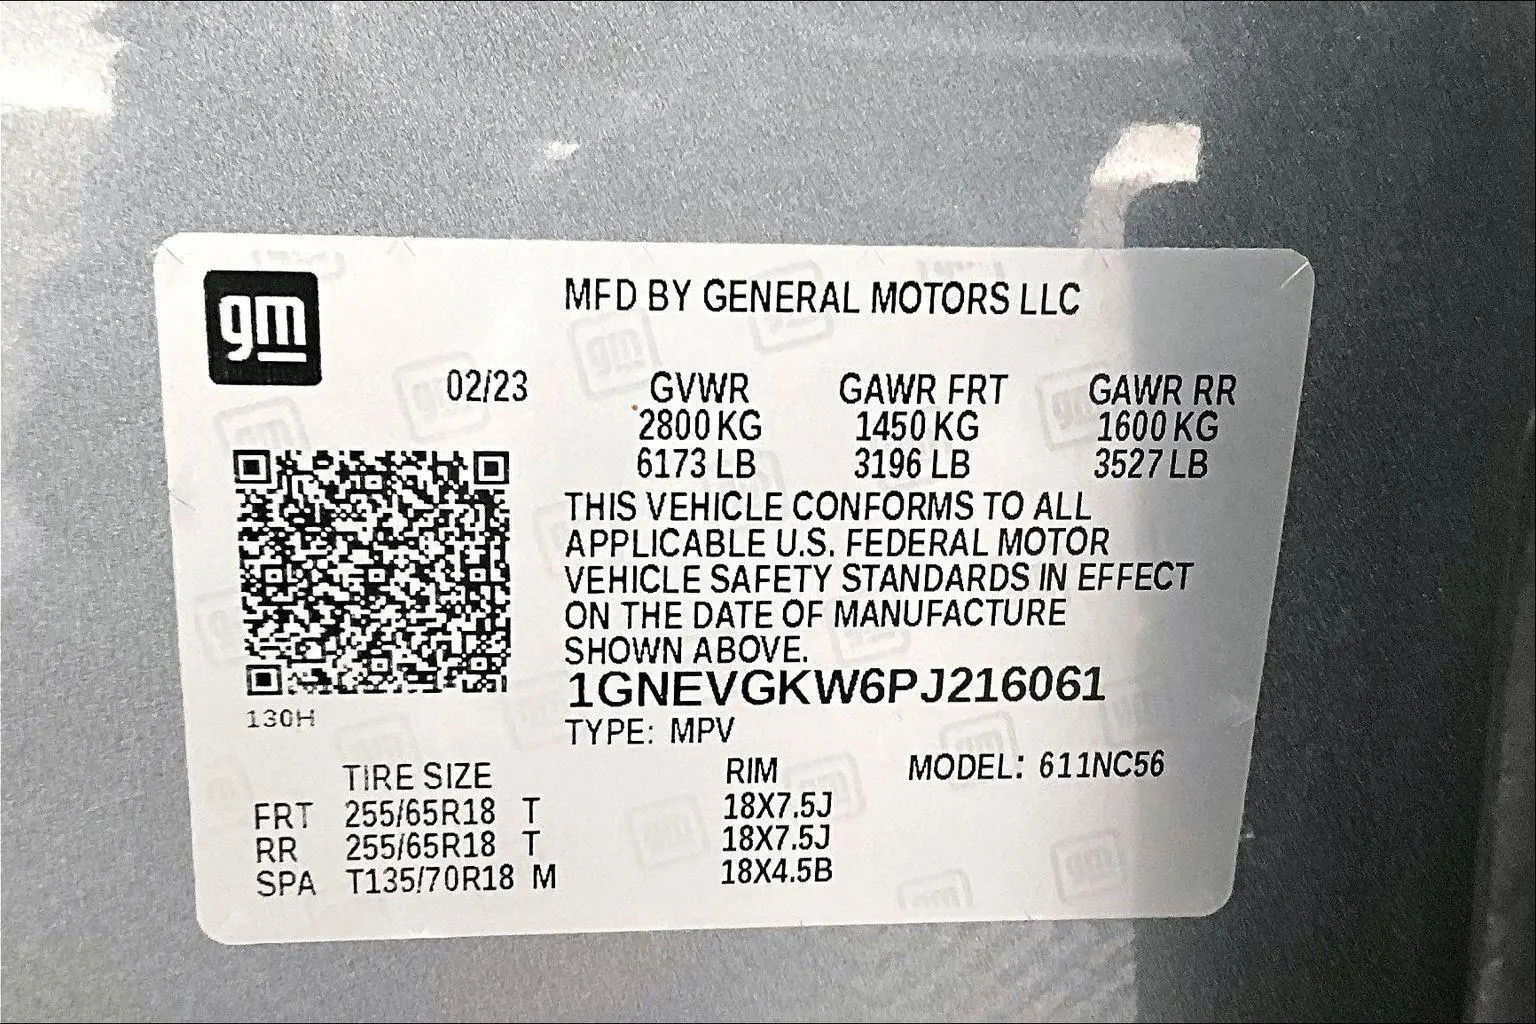 gm
MFD BY GENERAL MOTORS LLC
02/23 GVWR GAWR FRT GAWR RR
2800 KG 1450 KG 1600 KG
6173 LB 3196 LB 3527 LB
THIS VEHICLE CONFORMS TO ALL
APPLICABLE U.S. FEDERAL MOTOR
VEHICLE SAFETY STANDARDS IN EFFECT
ON THE DATE OF MANUFACTURE
SHOWN ABOVE.
1GNEVGKW6PJ216061
130H
TYPE: MPV
TIRE SIZE RIM MODEL: 611NC56
FRT 255/65R18 T 18X7.5J
RR 255/65R18 T 18X7.5J
SPA T135/70R18 M 18X4.5B